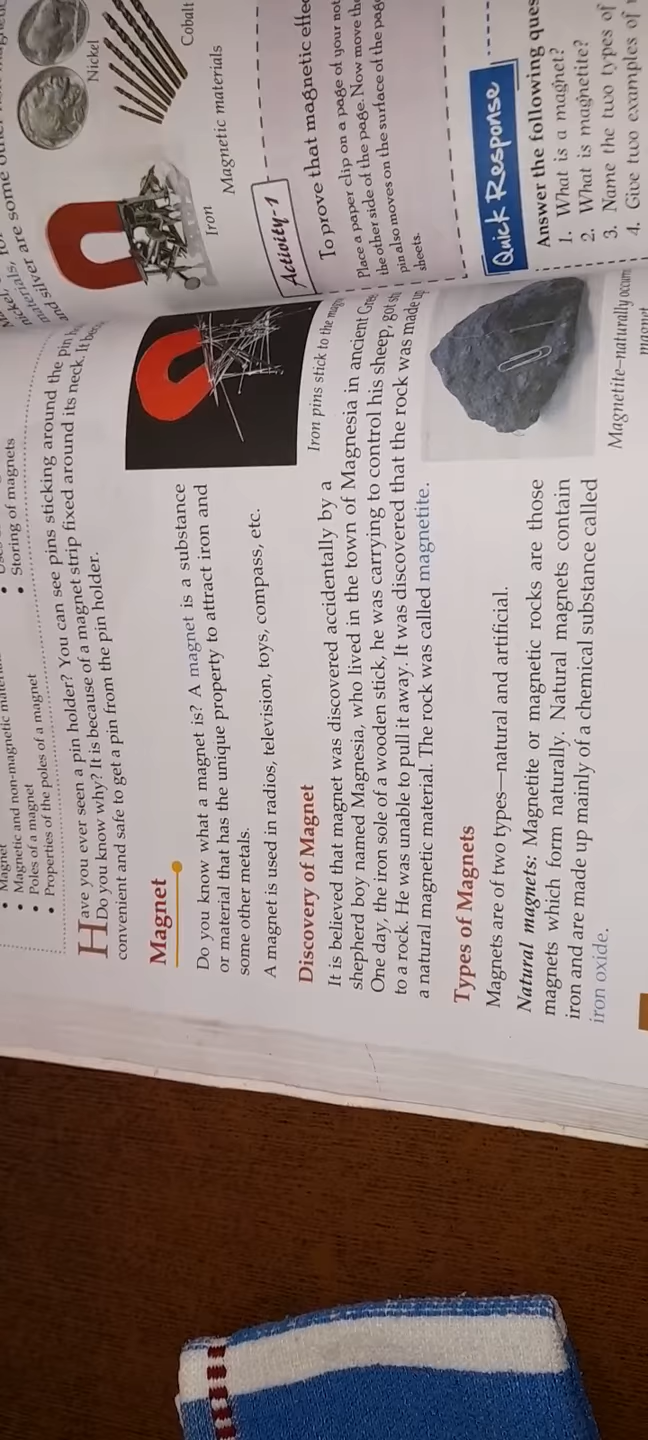 • Magnet
• Magnetic and non-magnetic
• Poles of a magnet
• Properties of the poles of a magnet
• Storing of magnets
Have you ever seen a pin holder? You can see pins sticking around the pin
Do you know why? It is because of a magnet strip fixed around its neck. It
convenient and safe to get a pin from the pin holder.
Magnet
Do you know what a magnet is? A magnet is a substance
or material that has the unique property to attract iron and
some other metals.
A magnet is used in radios, television, toys, compass, etc.
Iron pins stick to the
Discovery of Magnet
It is believed that magnet was discovered accidentally by a
shepherd boy named Magnesia, who lived in the town of Magnesia in ancient
One day, the iron sole of a wooden stick, he was carrying to control his sheep, got
to a rock. He was unable to pull it away. It was discovered that the rock was made
a natural magnetic material. The rock was called magnetite.
Types of Magnets
Magnets are of two types—natural and artificial.
Natural magnets: Magnetite or magnetic rocks are those
magnets which form naturally. Natural magnets contain
iron and are made up mainly of a chemical substance called
iron oxide.
Magnetite–naturally
magnet
and silver are some
Nickel
Iron
Cobalt
Magnetic materials
Activity-1
To prove that magnetic
Place a paper clip on a page of your
the other side of the page. Now move the
pin also moves on the surface of the
sheets.
Quick Response
Answer the following
1. What is a magnet?
2. What is magnetite?
3. Name the two types of
4. Give two examples of